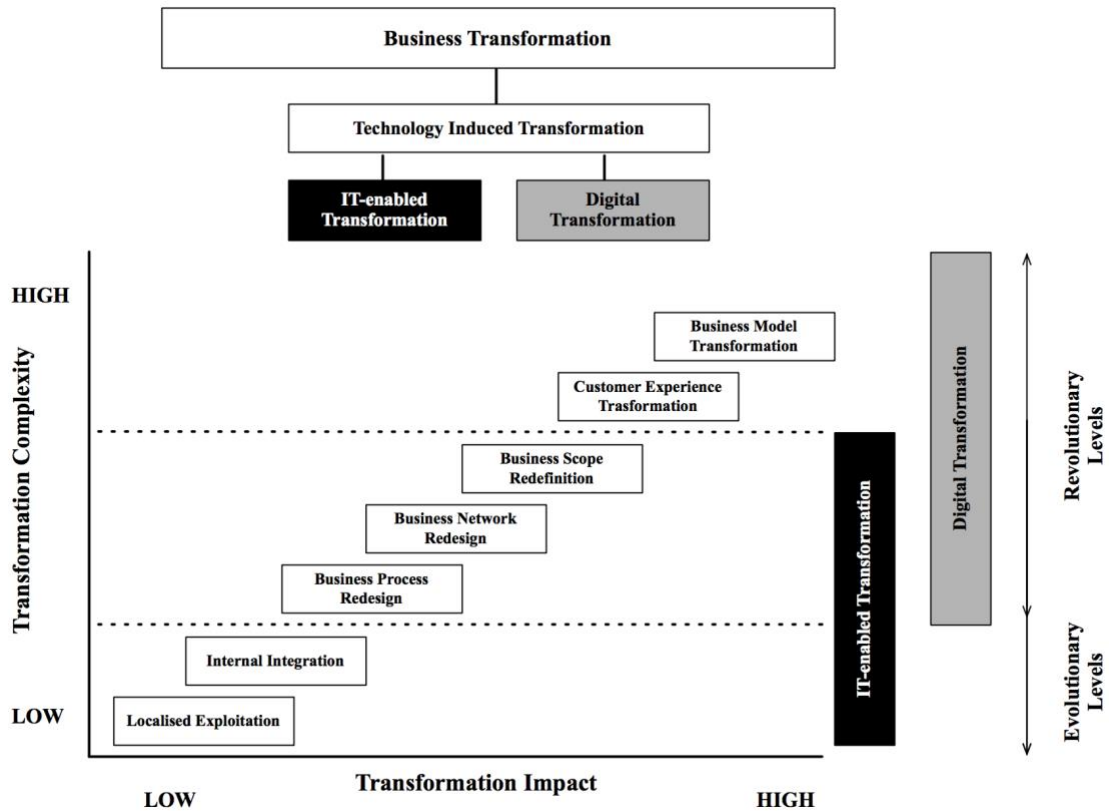 Business Transformation
Technology Induced Transformation
IT-enabled
Transformation
Digital
Transformation
HIGH
Transformation Complexity
LOW
Business Model
Transformation
Customer Experience
Trasformation
Business Scope
Redefinition
Business Network
Redesign
Business Process
Redesign
Internal Integration
Localised Exploitation
IT-enabled Transformation
Digital Transformation
Revolutionary
Levels
Evolutionary
Levels
Transformation Impact
LOW
HIGH